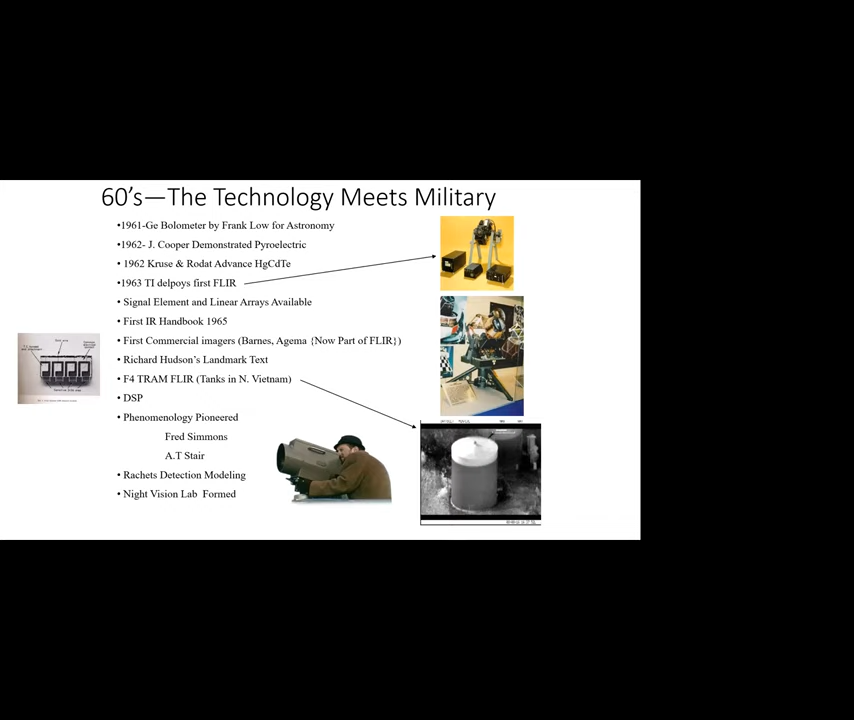 60's—The Technology Meets Military
•1961-Ge Bolometer by Frank Low for Astronomy
•1962- J. Cooper Demonstrated Pyroelectric
• 1962 Kruse & Rodat Advance HgCdTe
•1963 TI delpoys first FLIR
• Signal Element and Linear Arrays Available
• First IR Handbook 1965
• First Commercial imagers (Barnes, Agema {Now Part of FLIR})
• Richard Hudson's Landmark Text
• F4 TRAM FLIR (Tanks in N. Vietnam)
• DSP
• Phenomenology Pioneered
Fred Simmons
A.T Stair
• Rachets Detection Modeling
• Night Vision Lab Formed